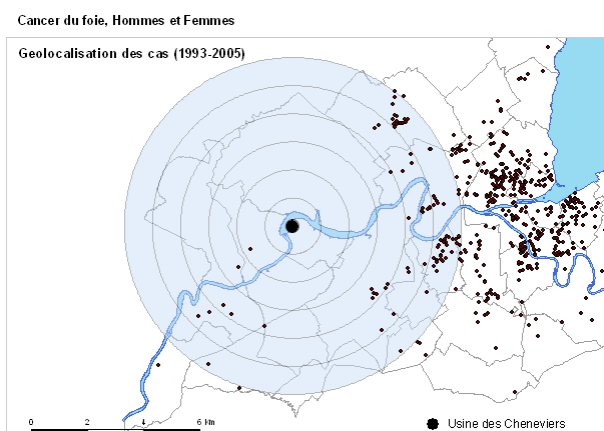 Cancer du foie, Hommes et Femmes
Geolocalisation des cas (1993-2005)
0 2 4 6 Km
Usine des Cheneviers